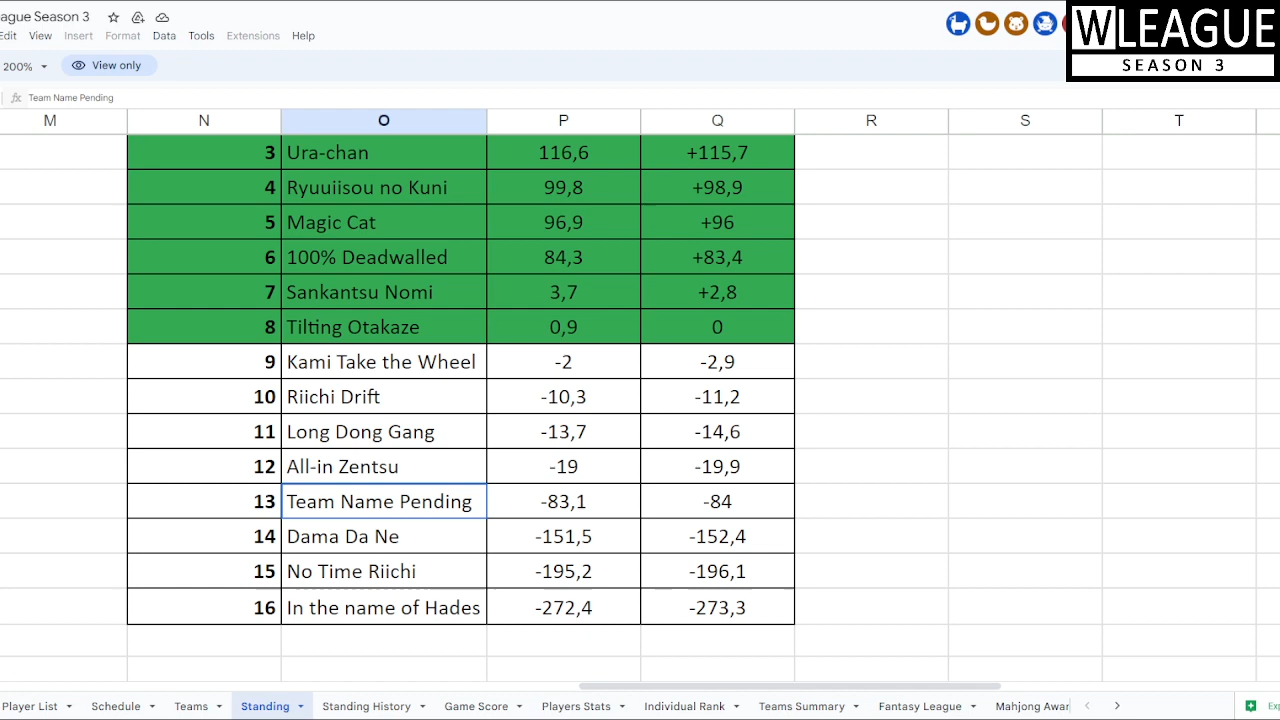 ague Season 3
WLEAGUE
SEASON 3
Edit View Insert Format Data Tools Extensions Help
200% View only
fx Team Name Pending
M N O P Q R S T
3 Ura-chan 116,6 +115,7
4 Ryuuiisou no Kuni 99,8 +98,9
5 Magic Cat 96,9 +96
6 100% Deadwalled 84,3 +83,4
7 Sankantsu Nomi 3,7 +2,8
8 Tilting Otakaze 0,9 0
9 Kami Take the Wheel -2 -2,9
10 Riichi Drift -10,3 -11,2
11 Long Dong Gang -13,7 -14,6
12 All-in Zentsu -19 -19,9
13 Team Name Pending -83,1 -84
14 Dama Da Ne -151,5 -152,4
15 No Time Riichi -195,2 -196,1
16 In the name of Hades -272,4 -273,3
Player List Schedule Teams Standing Standing History Game Score Players Stats Individual Rank Teams Summary Fantasy League Mahjong Awar Exp